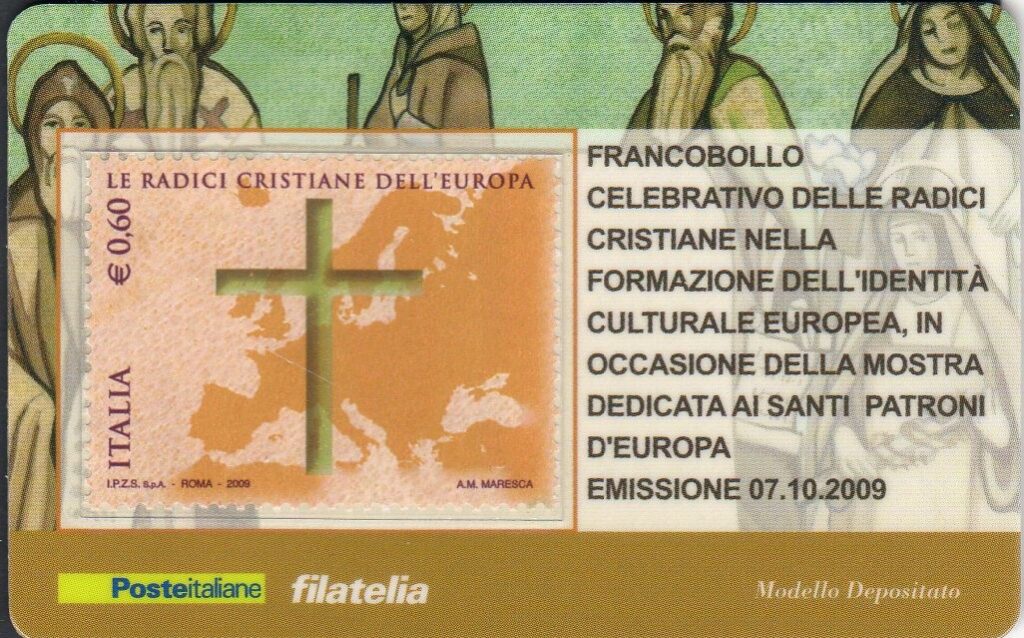 LE RADICI CRISTIANE DELL'EUROPA
€ 0,60
ITALIA
I.P.Z.S. S.p.A. - ROMA - 2009
A.M. MARESCA
FRANCOBOLLO
CELEBRATIVO DELLE RADICI
CRISTIANE NELLA
FORMAZIONE DELL'IDENTITÀ
CULTURALE EUROPEA, IN
OCCASIONE DELLA MOSTRA
DEDICATA AI SANTI PATRONI
D'EUROPA
EMISSIONE 07.10.2009
Posteitaliane
filatelia
Modello Depositato